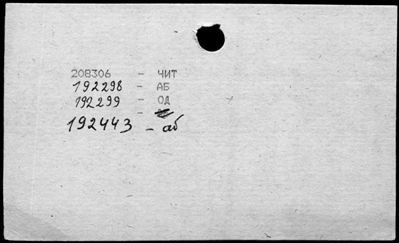 208306 - ЧИТ
192298 - АБ
192299 - ОД
-
192443 - аб